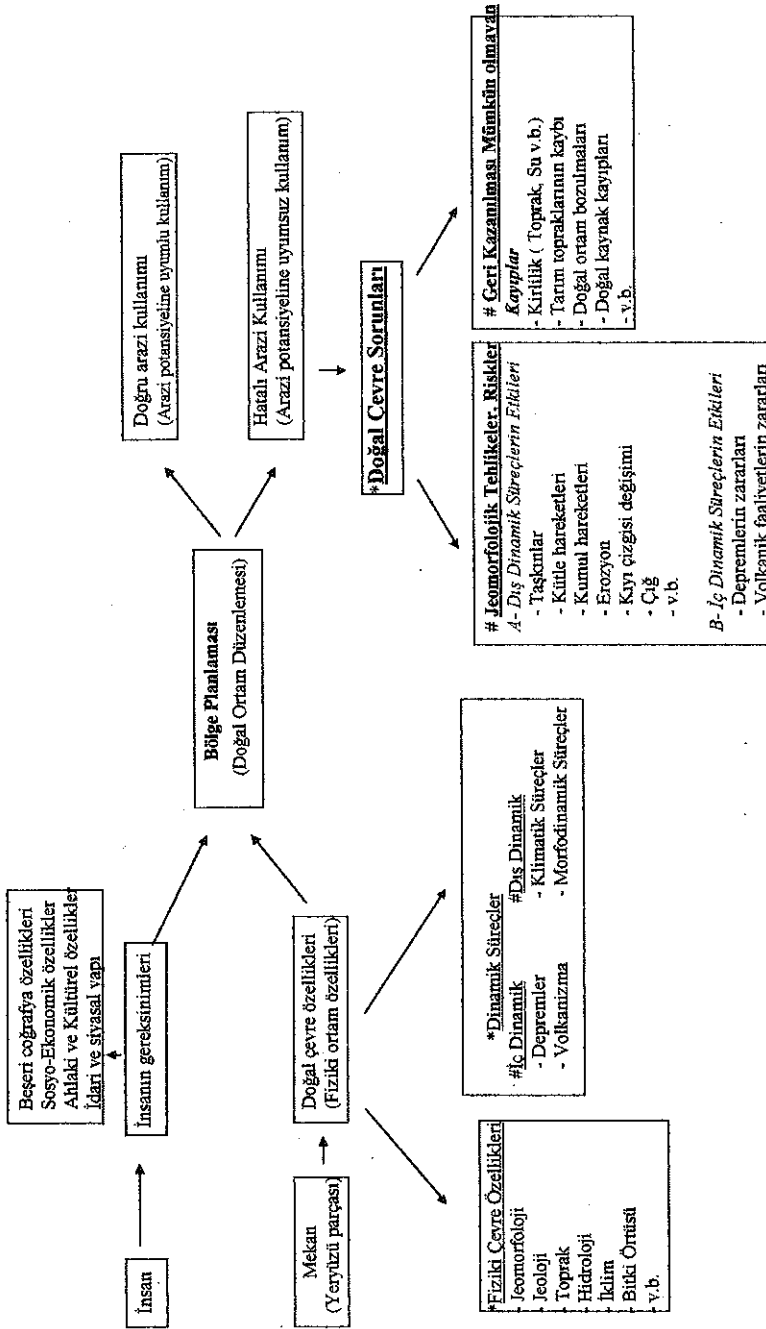 İnsan
Beşeri coğrafya özellikleri
Sosyo-Ekonomik özellikler
Ahlaki ve Kültürel özellikler
İdari ve siyasal yapı
İnsanın gereksinimleri
Mekan
(Yeryüzü parçası)
Doğal çevre özellikleri
(Fiziki ortam özellikleri)
*Fiziki Çevre Özellikleri
-Jeomorfoloji
-Jeoloji
-Toprak
-Hidroloji
-İklim
-Bitki Örtüsü
-v.b.
*Dinamik Süreçler
#İç Dinamik #Dış Dinamik
- Depremler - Klimatik Süreçler
- Volkanizma - Morfodinamik Süreçler
Bölge Planlaması
(Doğal Ortam Düzenlemesi)
Doğru arazi kullanımı
(Arazi potansiyeline uyumlu kullanım)
Hatalı Arazi Kullanımı
(Arazi potansiyeline uyumsuz kullanım)
*Doğal Çevre Sorunları
# Jeomorfolojik Tehlikeler, Riskler
A- Dış Dinamik Süreçlerin Etkileri
- Taşkınlar
- Kütle hareketleri
- Kumul hareketleri
- Erozyon
- Kıyı çizgisi değişimi
- Çığ
- v.b.
B- İç Dinamik Süreçlerin Etkileri
- Depremlerin zararları
- Volkanik faaliyetlerin zararları
# Geri Kazanılması Mümkün olmayan
Kayıplar
- Kirlilik ( Toprak, Su v.b.)
- Tarım topraklarının kaybı
- Doğal ortam bozulmaları
- Doğal kaynak kayıpları
- v.b.